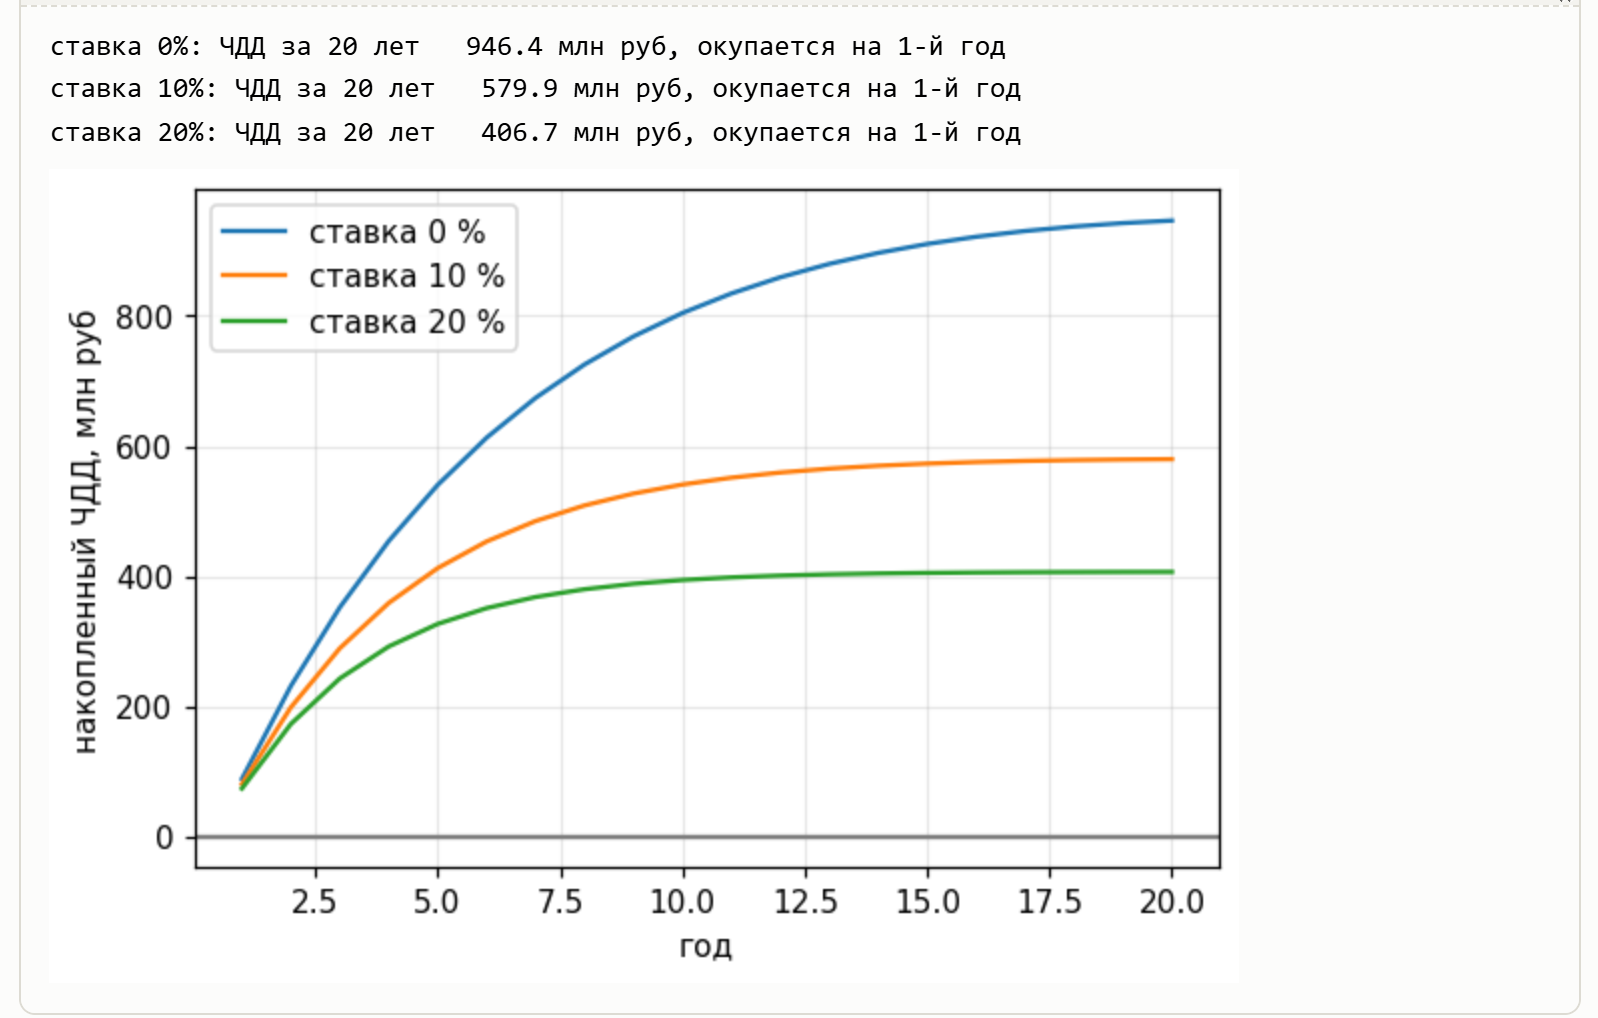 ставка 0%: ЧДД за 20 лет   946.4 млн руб, окупается на 1-й год
ставка 10%: ЧДД за 20 лет   579.9 млн руб, окупается на 1-й год
ставка 20%: ЧДД за 20 лет   406.7 млн руб, окупается на 1-й год
ставка 0 %
ставка 10 %
ставка 20 %
накопленный ЧДД, млн руб
800
600
400
200
0
2.5 5.0 7.5 10.0 12.5 15.0 17.5 20.0
год